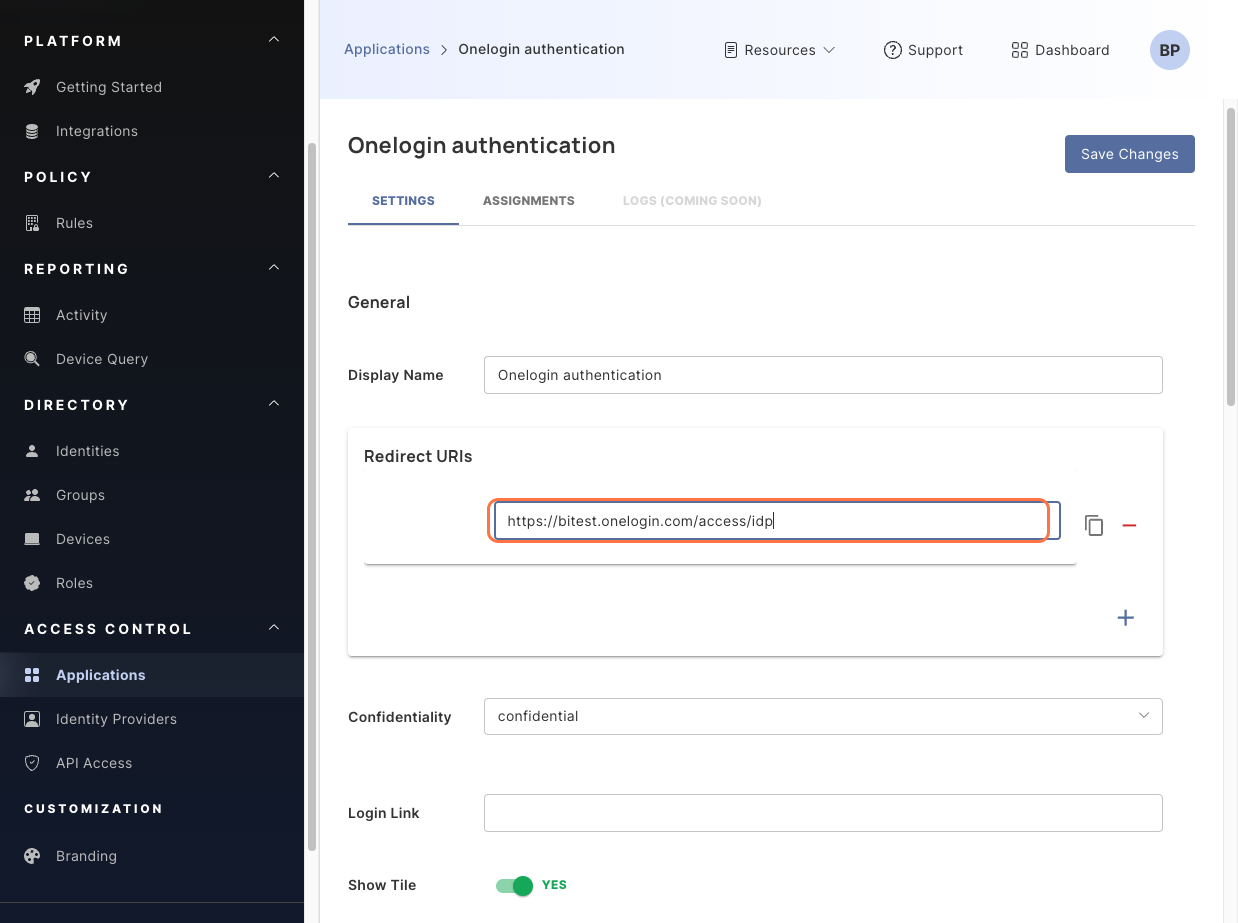 PLATFORM
Getting Started
Integrations
POLICY
Rules
REPORTING
Activity
Device Query
DIRECTORY
Identities
Groups
Devices
Roles
ACCESS CONTROL
Applications
Identity Providers
API Access
CUSTOMIZATION
Branding
Applications > Onelogin authentication
Resources
Support
Dashboard
BP
Onelogin authentication
Save Changes
SETTINGS
ASSIGNMENTS
LOGS (COMING SOON)
General
Display Name
Onelogin authentication
Redirect URIs
https://bitest.onelogin.com/access/idp
Confidentiality
confidential
Login Link
Show Tile
YES